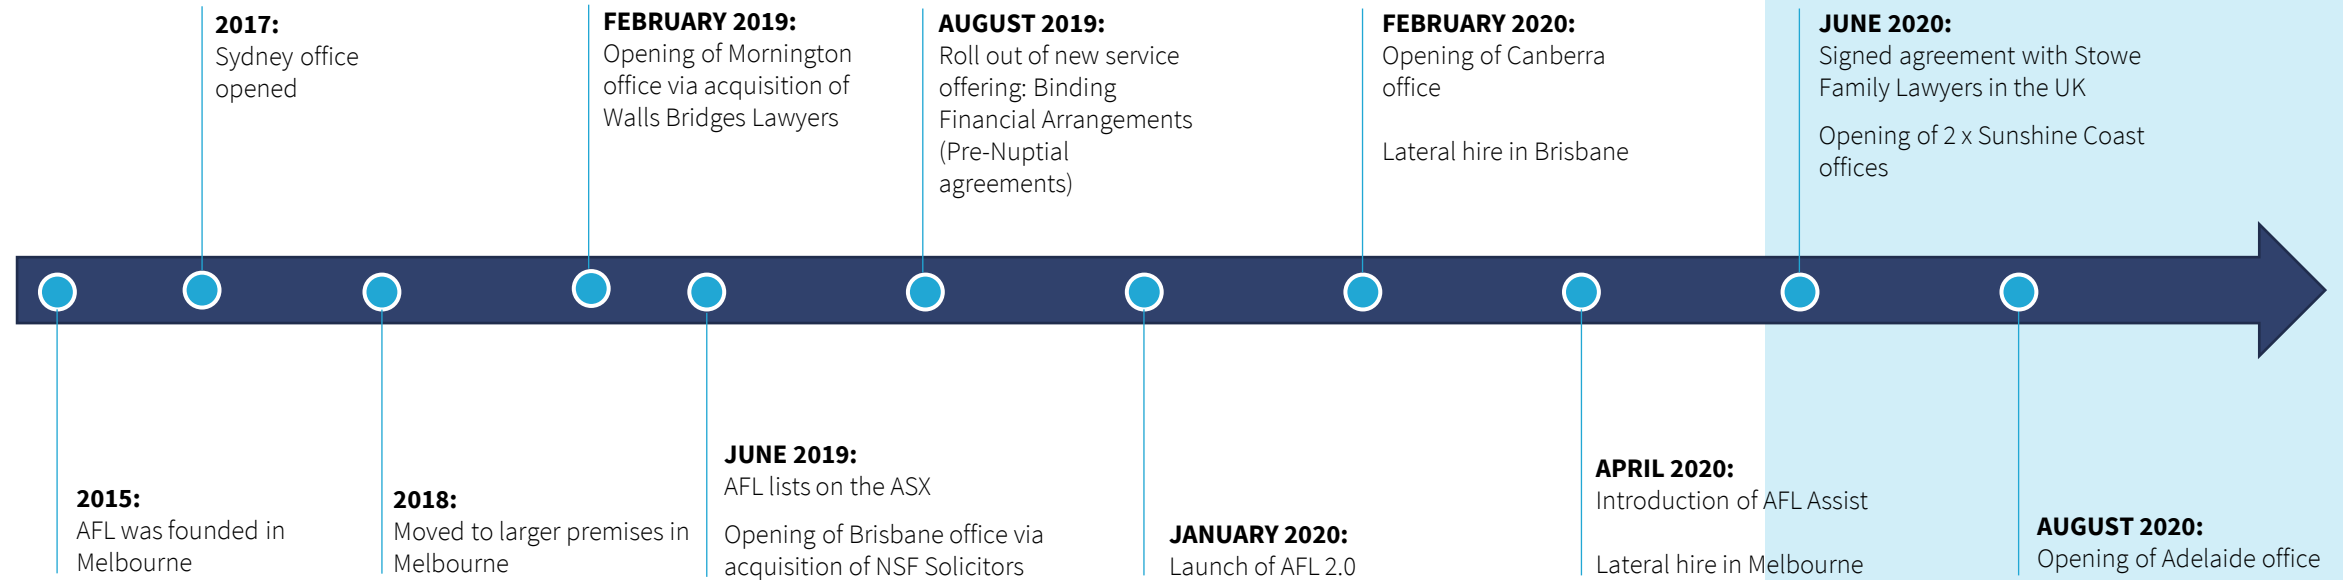 2017:
Sydney office
opened
FEBRUARY 2019:
Opening of Mornington
office via acquisition of
Walls Bridges Lawyers
AUGUST 2019:
Roll out of new service
offering: Binding
Financial Arrangements
(Pre-Nuptial
agreements)
FEBRUARY 2020:
Opening of Canberra
office
Lateral hire in Brisbane
JUNE 2020:
Signed agreement with Stowe
Family Lawyers in the UK
Opening of 2 x Sunshine Coast
offices
2015:
AFL was founded in
Melbourne
2018:
Moved to larger premises in
Melbourne
JUNE 2019:
AFL lists on the ASX
Opening of Brisbane office via
acquisition of NSF Solicitors
JANUARY 2020:
Launch of AFL 2.0
APRIL 2020:
Introduction of AFL Assist
Lateral hire in Melbourne
AUGUST 2020:
Opening of Adelaide office